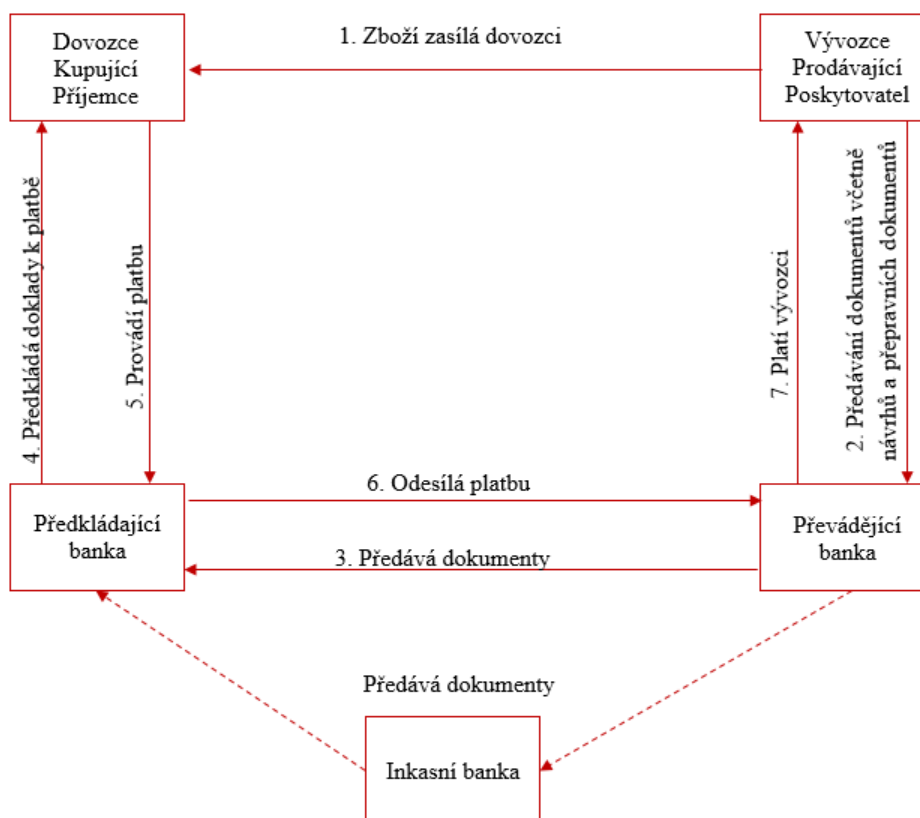 Dovozce
Kupující
Příjemce
1. Zboží zasílá dovozci
Vývozce
Prodávající
Poskytovatel
4. Předkládá doklady k platbě
5. Provádí platbu
7. Platí vývozci
2. Předávání dokumentů včetně
návrhů a přepravních dokumentů
6. Odesílá platbu
Předkládající
banka
3. Předává dokumenty
Převádějící
banka
Předává dokumenty
Inkasní banka